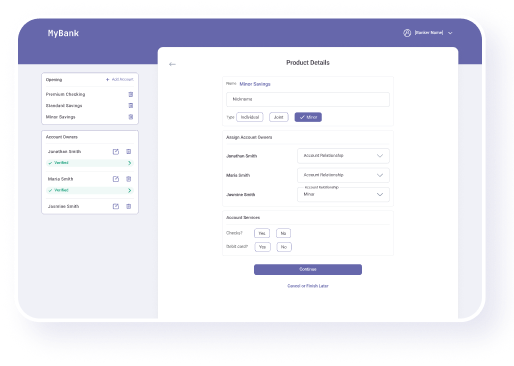 MyBank
[Banker Name]
Product Details
Opening
+ Add Account
Premium Checking
Standard Savings
Minor Savings
Account Owners
Jonathan Smith
Verified
Maria Smith
Verified
Jasmine Smith
Name Minor Savings
Nickname
Type Individual Joint Minor
Assign Account Owners
Jonathan Smith Account Relationship
Maria Smith Account Relationship
Account Relationship
Jasmine Smith Minor
Account Services
Checks? Yes No
Debit card? Yes No
Continue
Cancel or Finish Later